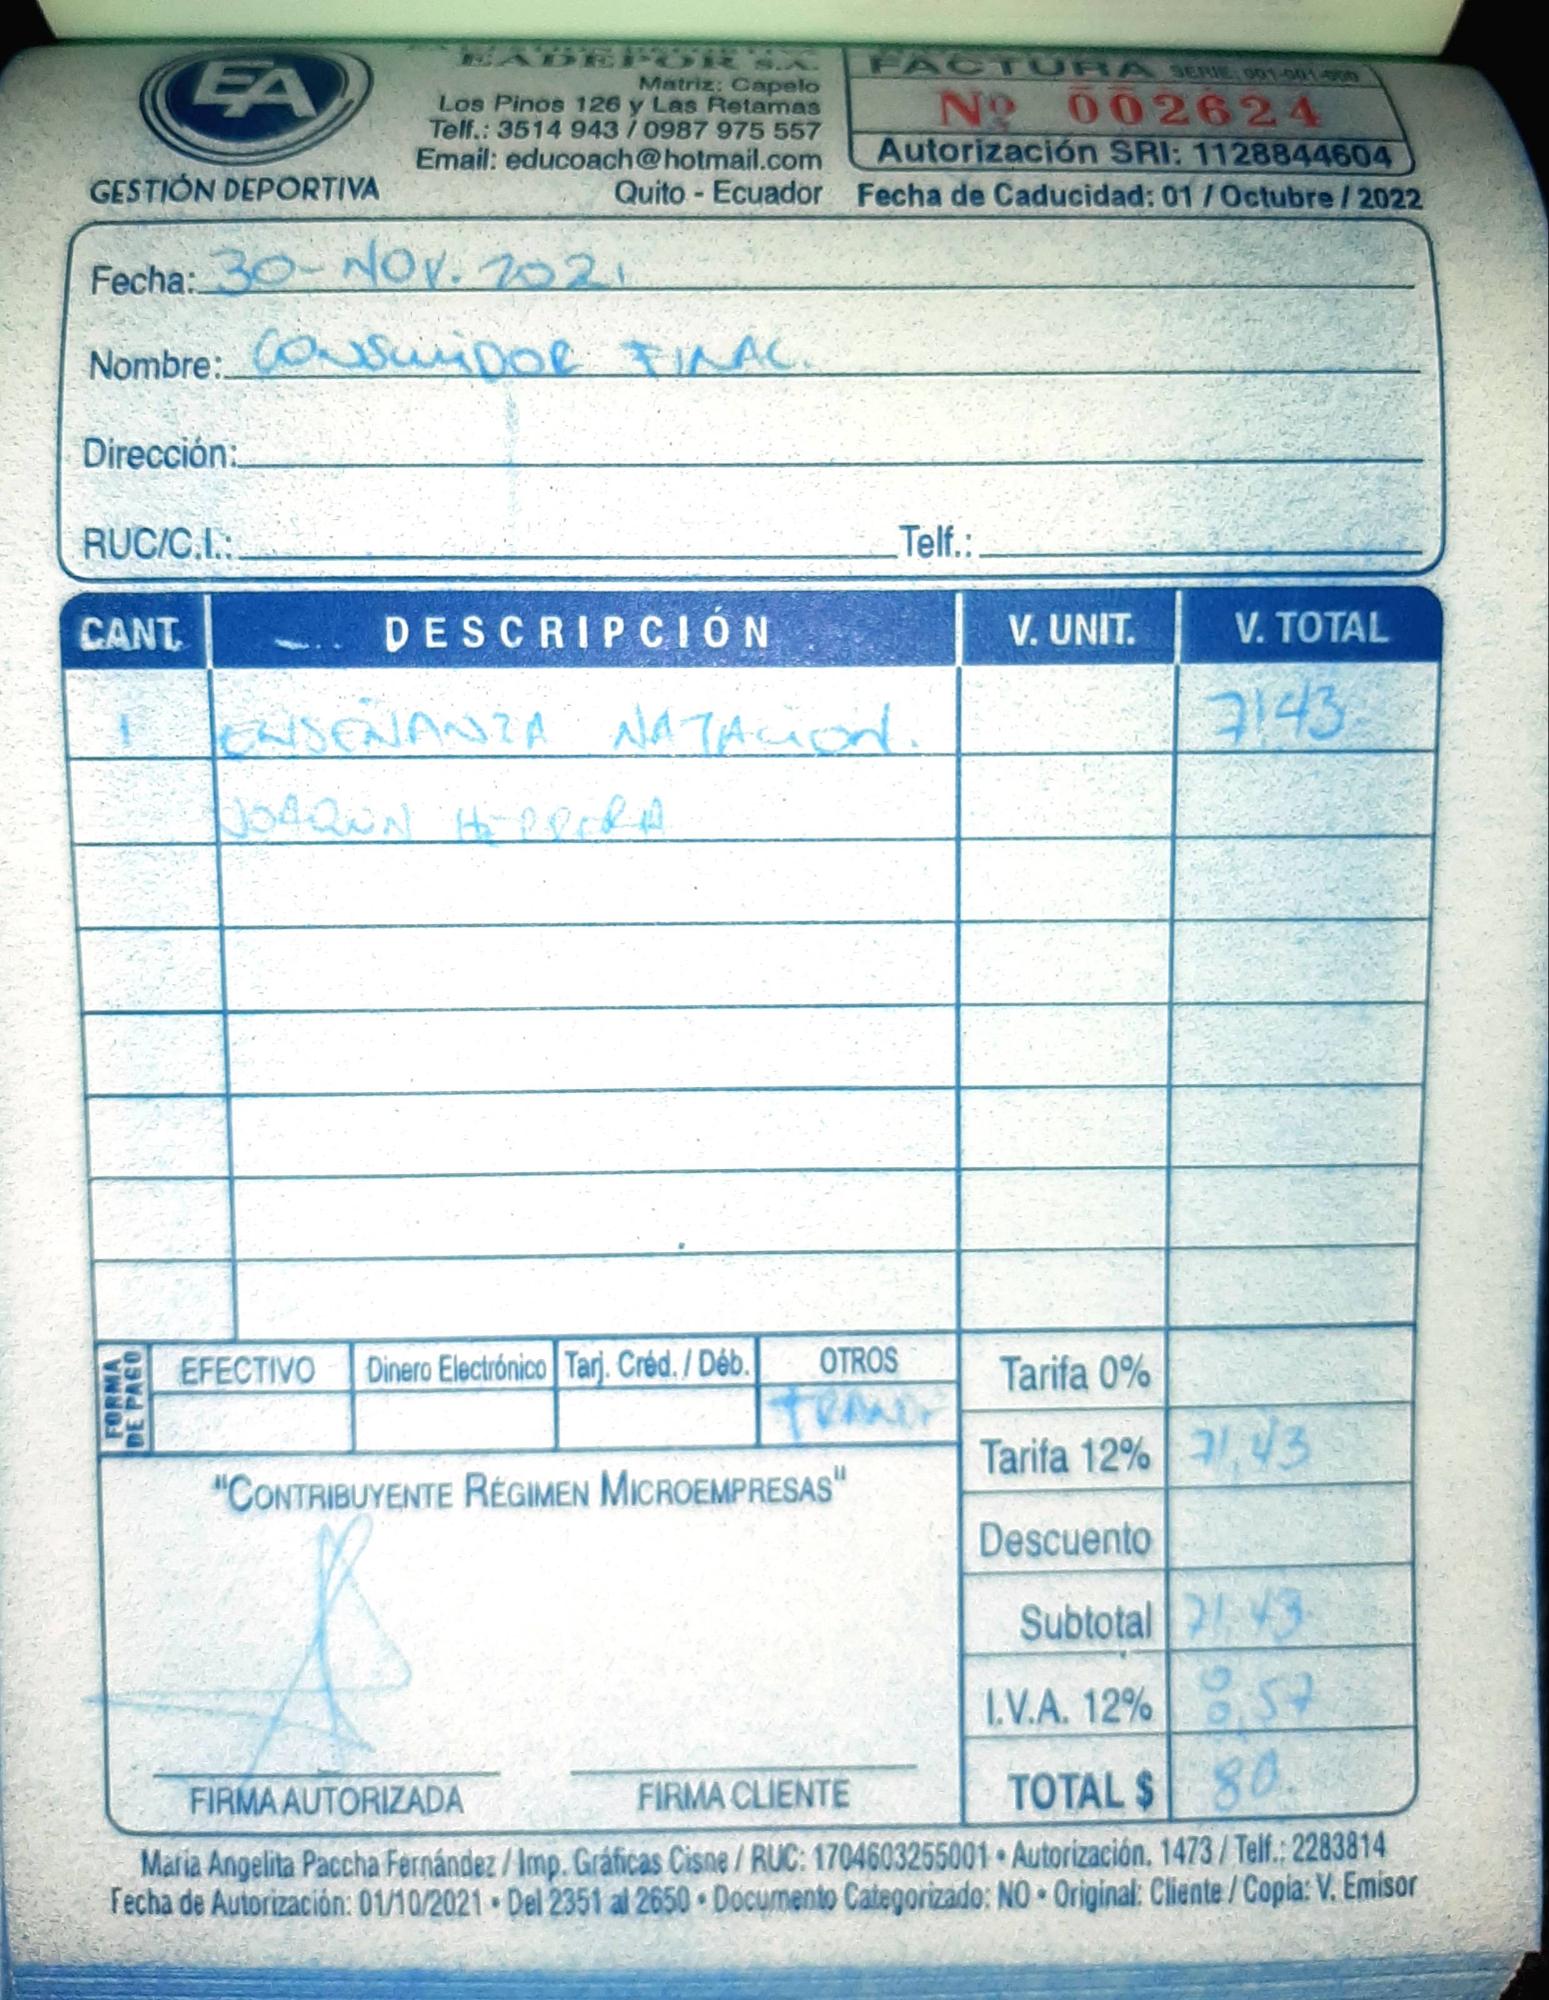 EA
GESTIÓN DEPORTIVA
EADEPOR S.A.
Matriz: Capelo
Los Pinos 126 y Las Retamas
Telf.: 3514 943 / 0987 975 557
Email: educoach@hotmail.com
Quito - Ecuador
FACTURA SERIE: 001-001-000
Nº 002624
Autorización SRI: 1128844604
Fecha de Caducidad: 01 / Octubre / 2022
Fecha: 30-NOV. 2021
Nombre: CONSUMIDOR FINAL.
Dirección:
RUC/C.I.: Telf.:
CANT. DESCRIPCIÓN V. UNIT. V. TOTAL
1 ENSEÑANZA NATACION. 71,43
JOAQUIN HERRERA
FORMA DE PAGO
EFECTIVO Dinero Electrónico Tarj. Créd. / Déb. OTROS
TRANSF
Tarifa 0%
Tarifa 12% 71,43
Descuento
Subtotal 71,43
I.V.A. 12% 8,57
TOTAL $ 80.
"CONTRIBUYENTE RÉGIMEN MICROEMPRESAS"
FIRMA AUTORIZADA FIRMA CLIENTE
María Angelita Paccha Fernández / Imp. Gráficas Cisne / RUC: 1704603255001 • Autorización. 1473 / Telf.: 2283814
Fecha de Autorización: 01/10/2021 • Del 2351 al 2650 • Documento Categorizado: NO • Original: Cliente / Copia: V. Emisor